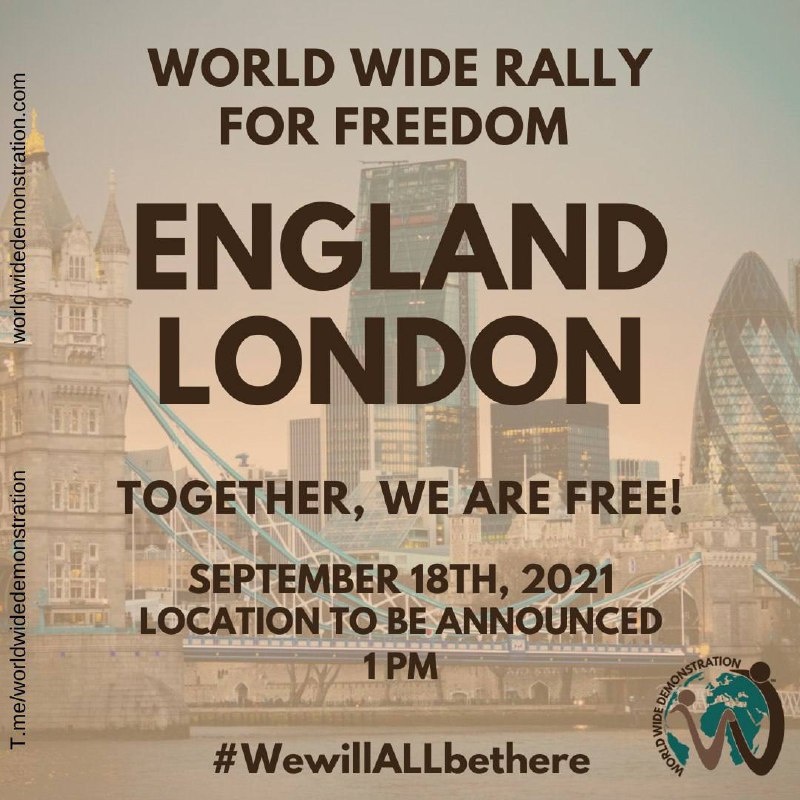 WORLD WIDE RALLY
FOR FREEDOM
ENGLAND
LONDON
TOGETHER, WE ARE FREE!
SEPTEMBER 18TH, 2021
LOCATION TO BE ANNOUNCED
1 PM
#WewillALLbethere
worldwidedemonstration.com
T.me/worldwidedemonstration
WORLD WIDE DEMONSTRATION